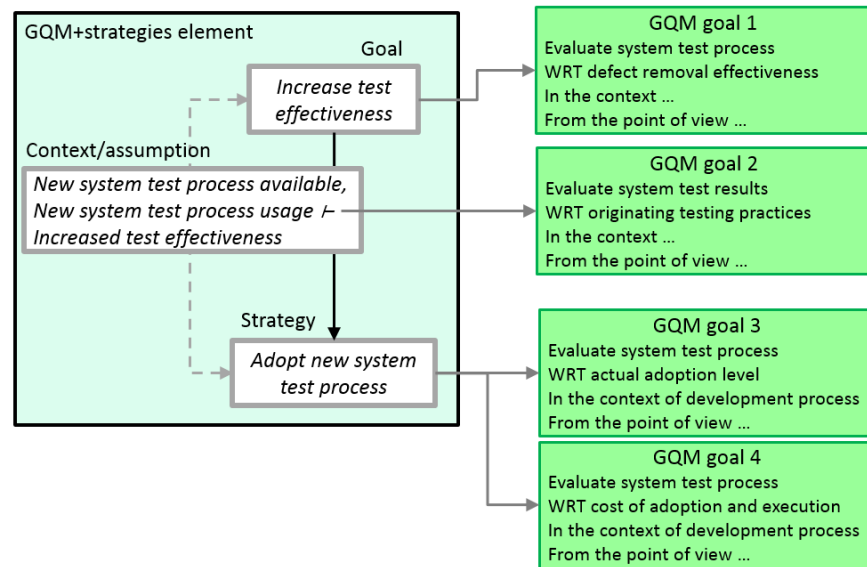 GQM+strategies element
Goal
Increase test
effectiveness
Context/assumption
New system test process available,
New system test process usage ⊢
Increased test effectiveness
Strategy
Adopt new system
test process
GQM goal 1
Evaluate system test process
WRT defect removal effectiveness
In the context ...
From the point of view ...
GQM goal 2
Evaluate system test results
WRT originating testing practices
In the context ...
From the point of view ...
GQM goal 3
Evaluate system test process
WRT actual adoption level
In the context of development process
From the point of view ...
GQM goal 4
Evaluate system test process
WRT cost of adoption and execution
In the context of development process
From the point of view ...